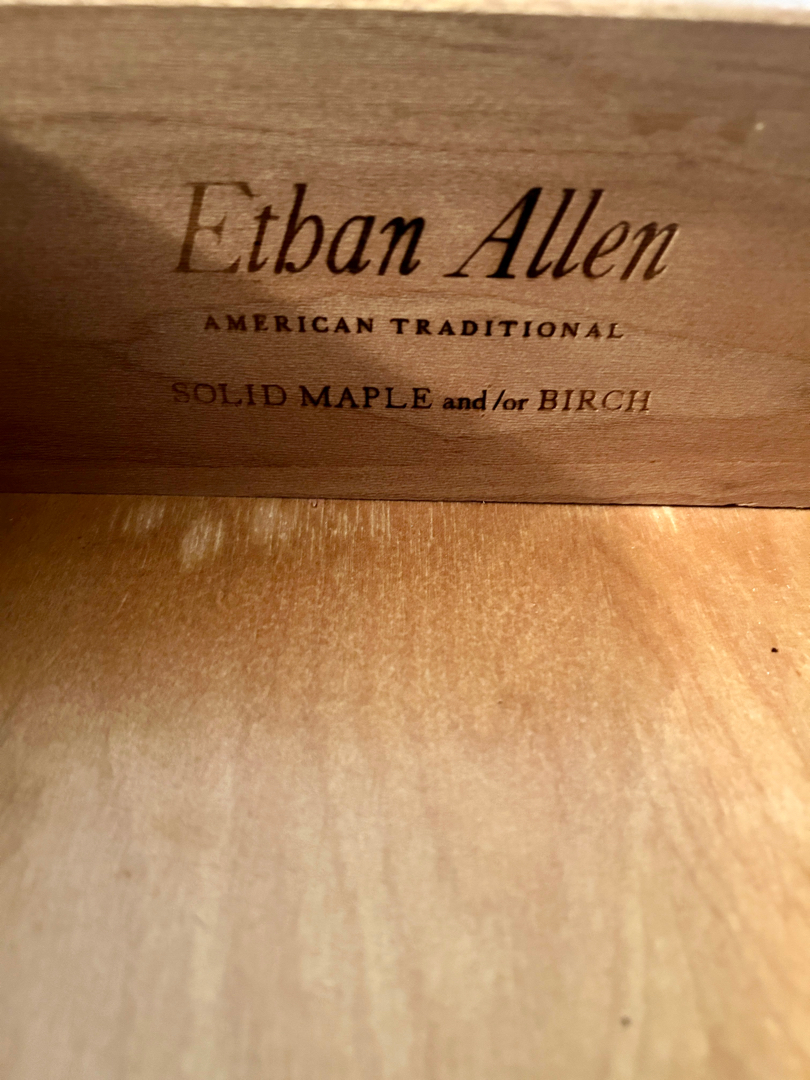 Ethan Allen
AMERICAN TRADITIONAL
SOLID MAPLE and/or BIRCH